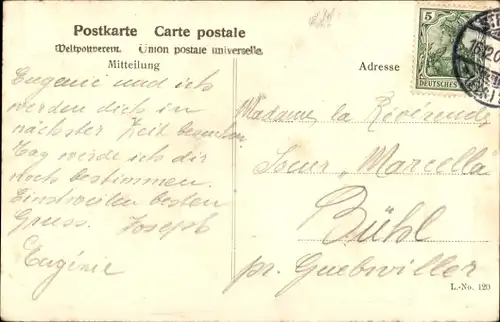 Postkarte Carte postale
Weltpostverein. Union postale universelle.
Mitteilung
Adresse
5
DEUTSCHES
Eugenie und ich
werden dich in
nächster Zeit besuchen
Tag werde ich dir
noch bestimmen.
Einstweilen besten
Gruss. Joseph
Eugénie
Madame la Révérende
Soeur „Marcella
Bühl
pr. Guebwiller
L.-No. 120